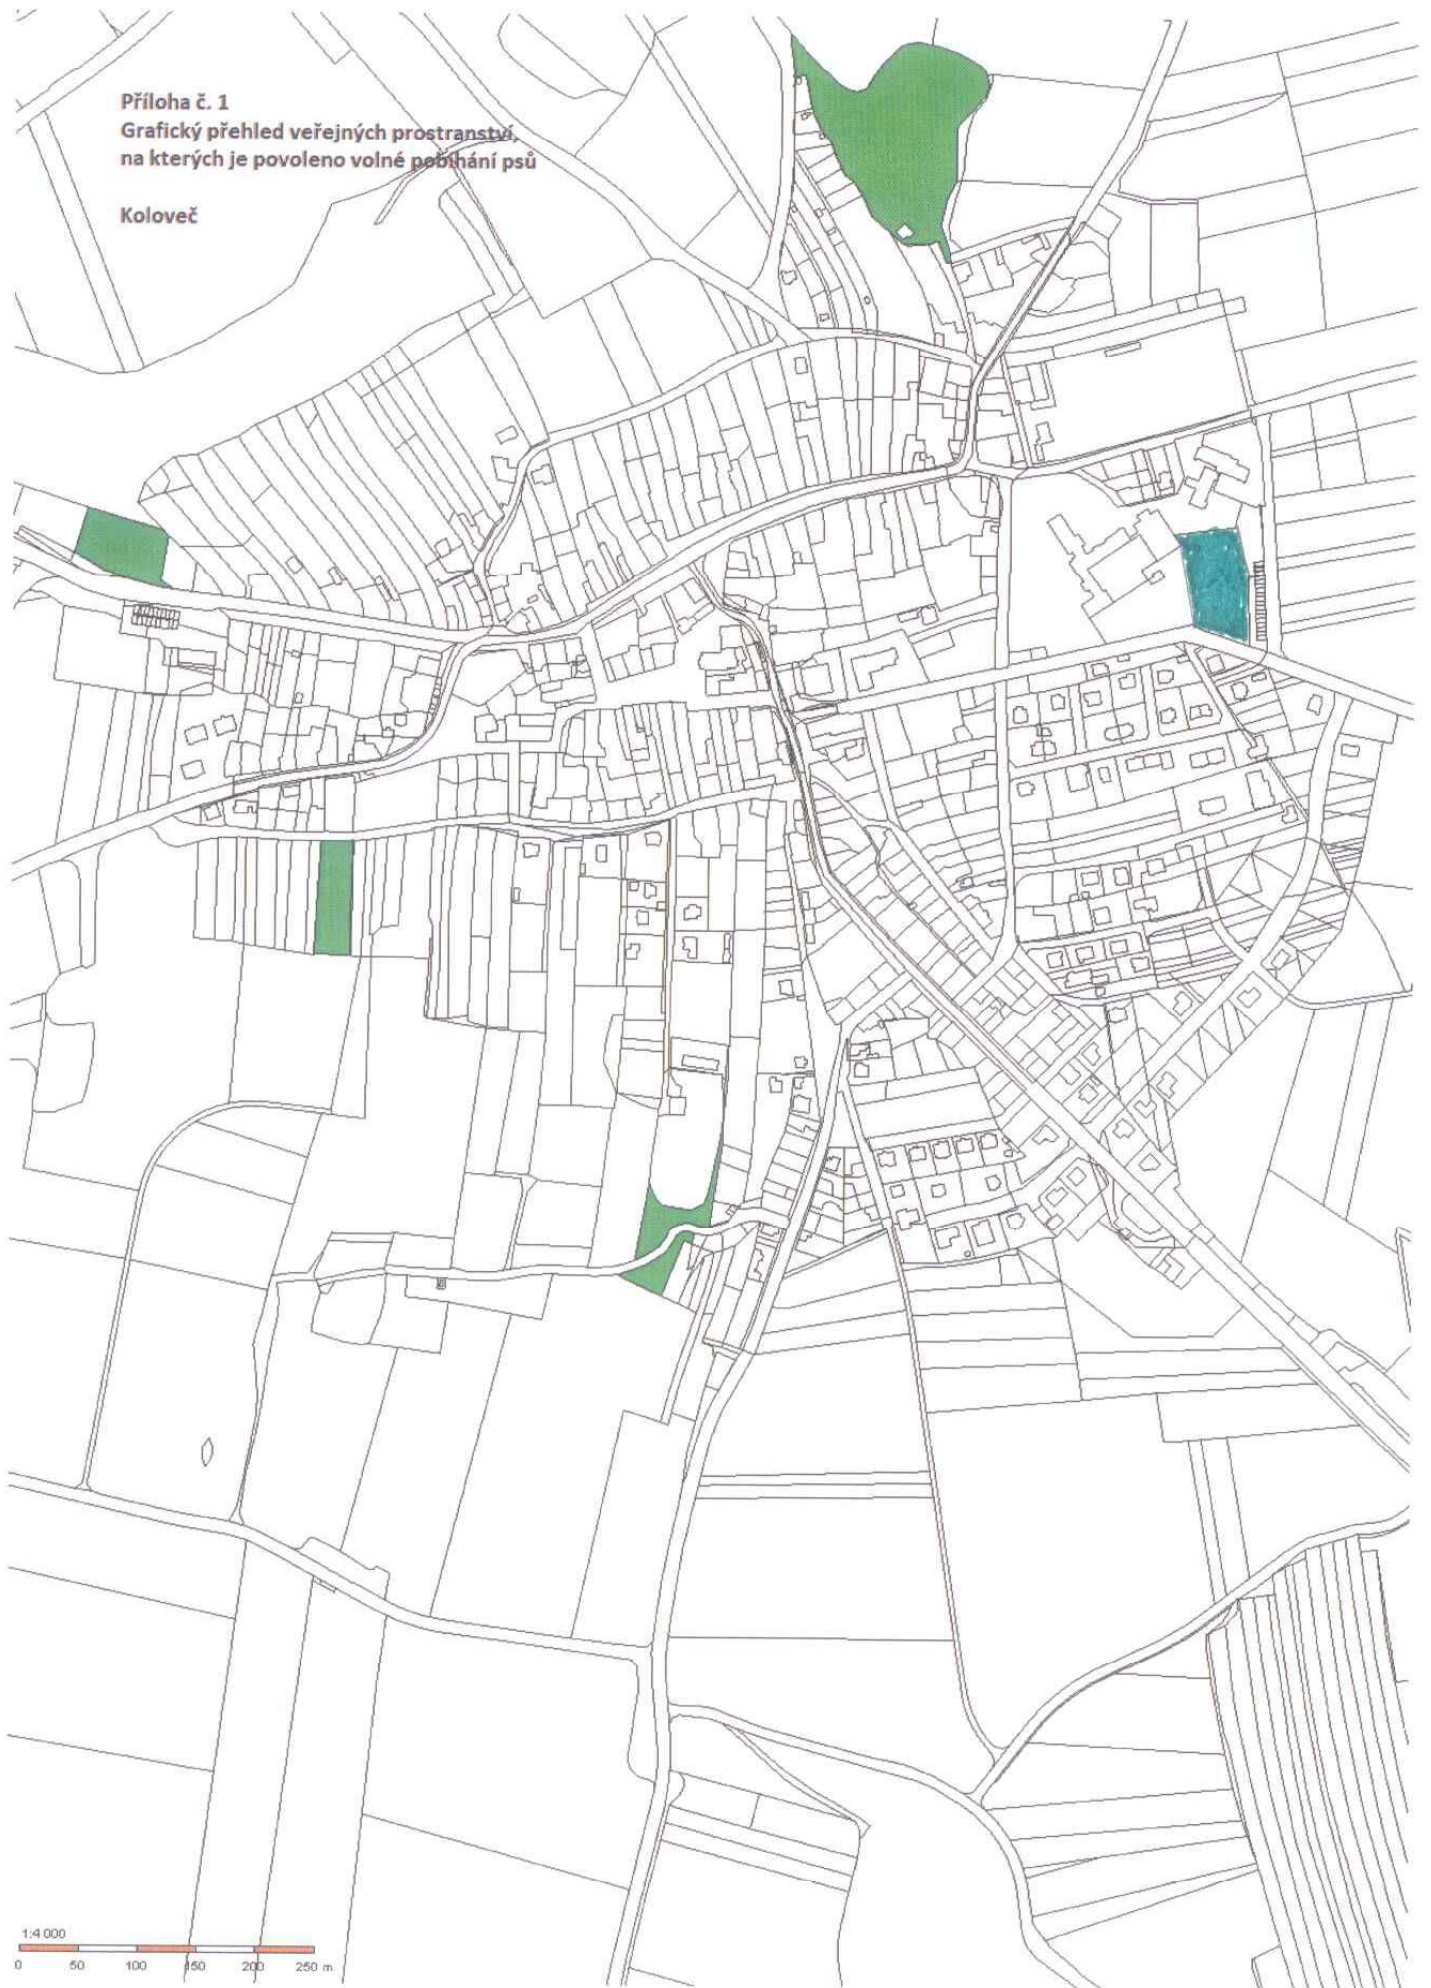 Příloha č. 1
Grafický přehled veřejných prostranství,
na kterých je povoleno volné pobíhání psů
Koloveč
1:4 000
0 50 100 150 200 250 m